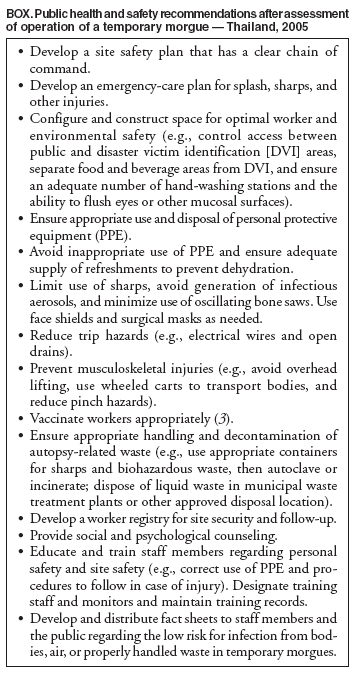 BOX. Public health and safety recommendations after assessment
of operation of a temporary morgue — Thailand, 2005
• Develop a site safety plan that has a clear chain of
command.
• Develop an emergency-care plan for splash, sharps, and
other injuries.
• Configure and construct space for optimal worker and
environmental safety (e.g., control access between
public and disaster victim identification [DVI] areas,
separate food and beverage areas from DVI, and ensure
an adequate number of hand-washing stations and the
ability to flush eyes or other mucosal surfaces).
• Ensure appropriate use and disposal of personal protective
equipment (PPE).
• Avoid inappropriate use of PPE and ensure adequate
supply of refreshments to prevent dehydration.
• Limit use of sharps, avoid generation of infectious
aerosols, and minimize use of oscillating bone saws. Use
face shields and surgical masks as needed.
• Reduce trip hazards (e.g., electrical wires and open
drains).
• Prevent musculoskeletal injuries (e.g., avoid overhead
lifting, use wheeled carts to transport bodies, and
reduce pinch hazards).
• Vaccinate workers appropriately (3).
• Ensure appropriate handling and decontamination of
autopsy-related waste (e.g., use appropriate containers
for sharps and biohazardous waste, then autoclave or
incinerate; dispose of liquid waste in municipal waste
treatment plants or other approved disposal location).
• Develop a worker registry for site security and follow-up.
• Provide social and psychological counseling.
• Educate and train staff members regarding personal
safety and site safety (e.g., correct use of PPE and pro-
cedures to follow in case of injury). Designate training
staff and monitors and maintain training records.
• Develop and distribute fact sheets to staff members and
the public regarding the low risk for infection from bod-
ies, air, or properly handled waste in temporary morgues.